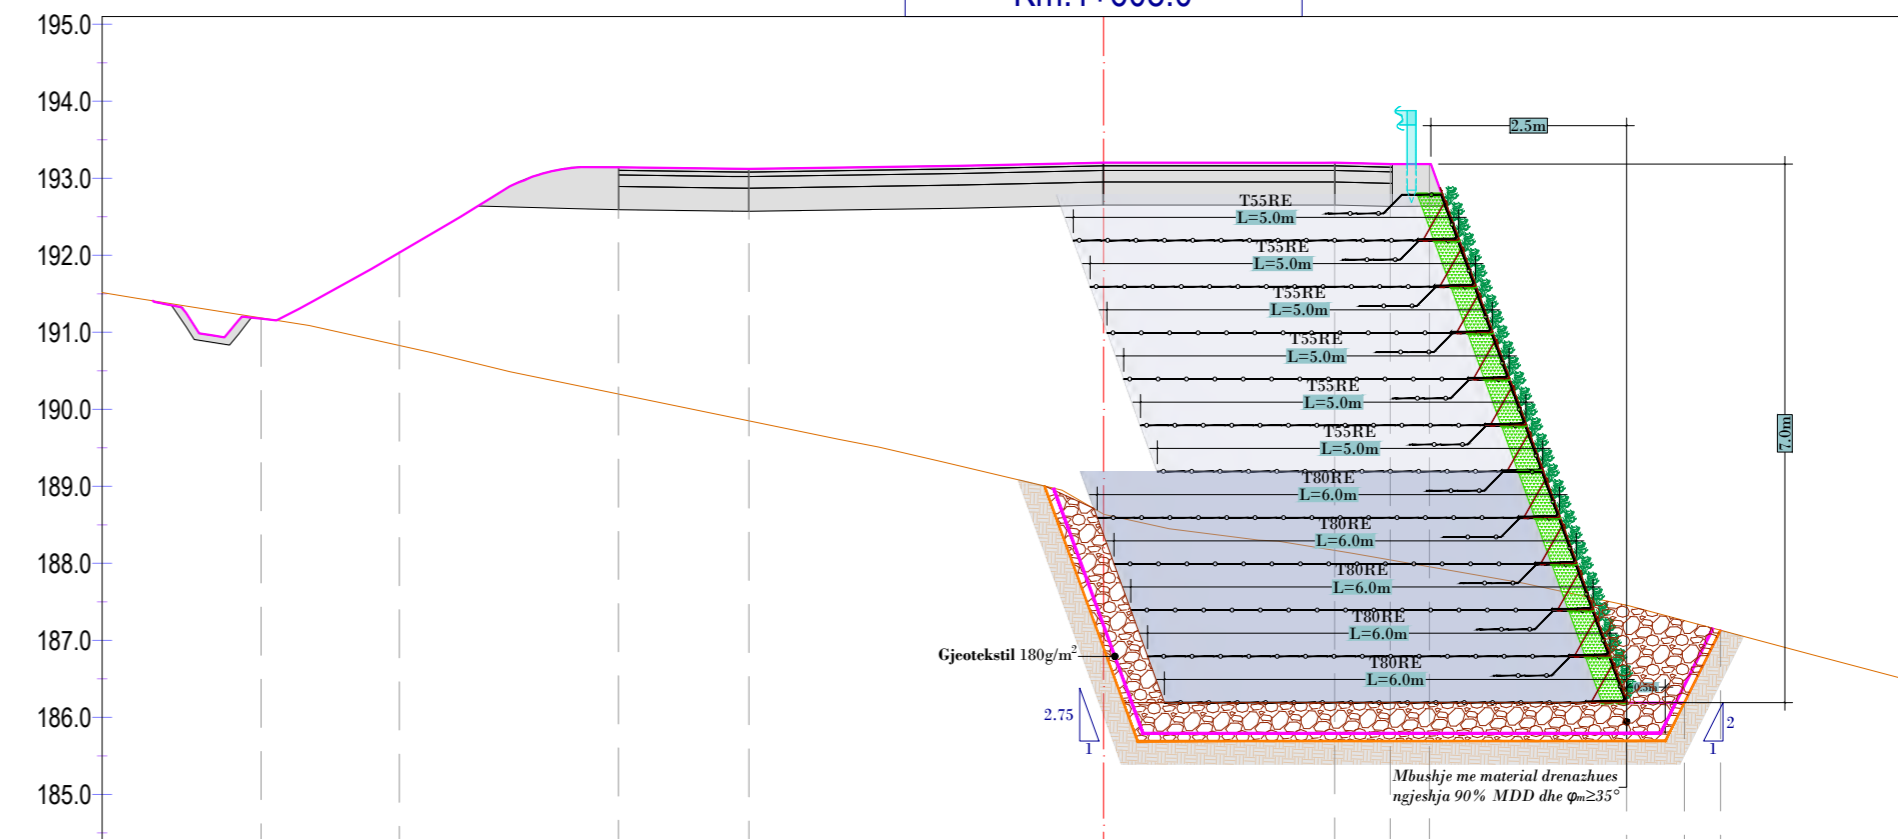 195.0
194.0
2.5m
193.0
T55RE
L=5.0m
192.0
T55RE
L=5.0m
T55RE
L=5.0m
191.0
T55RE
L=5.0m
190.0
T55RE
L=5.0m
7.0m
T55RE
L=5.0m
189.0
T80RE
L=6.0m
188.0
T80RE
L=6.0m
T80RE
L=6.0m
187.0
T80RE
L=6.0m
Gjeotekstil 180g/m²
T80RE
L=6.0m
186.0
2.75
1
2
1
185.0
Mbushje me material drenazhues
ngjeshja 90% MDD dhe φm≥35°